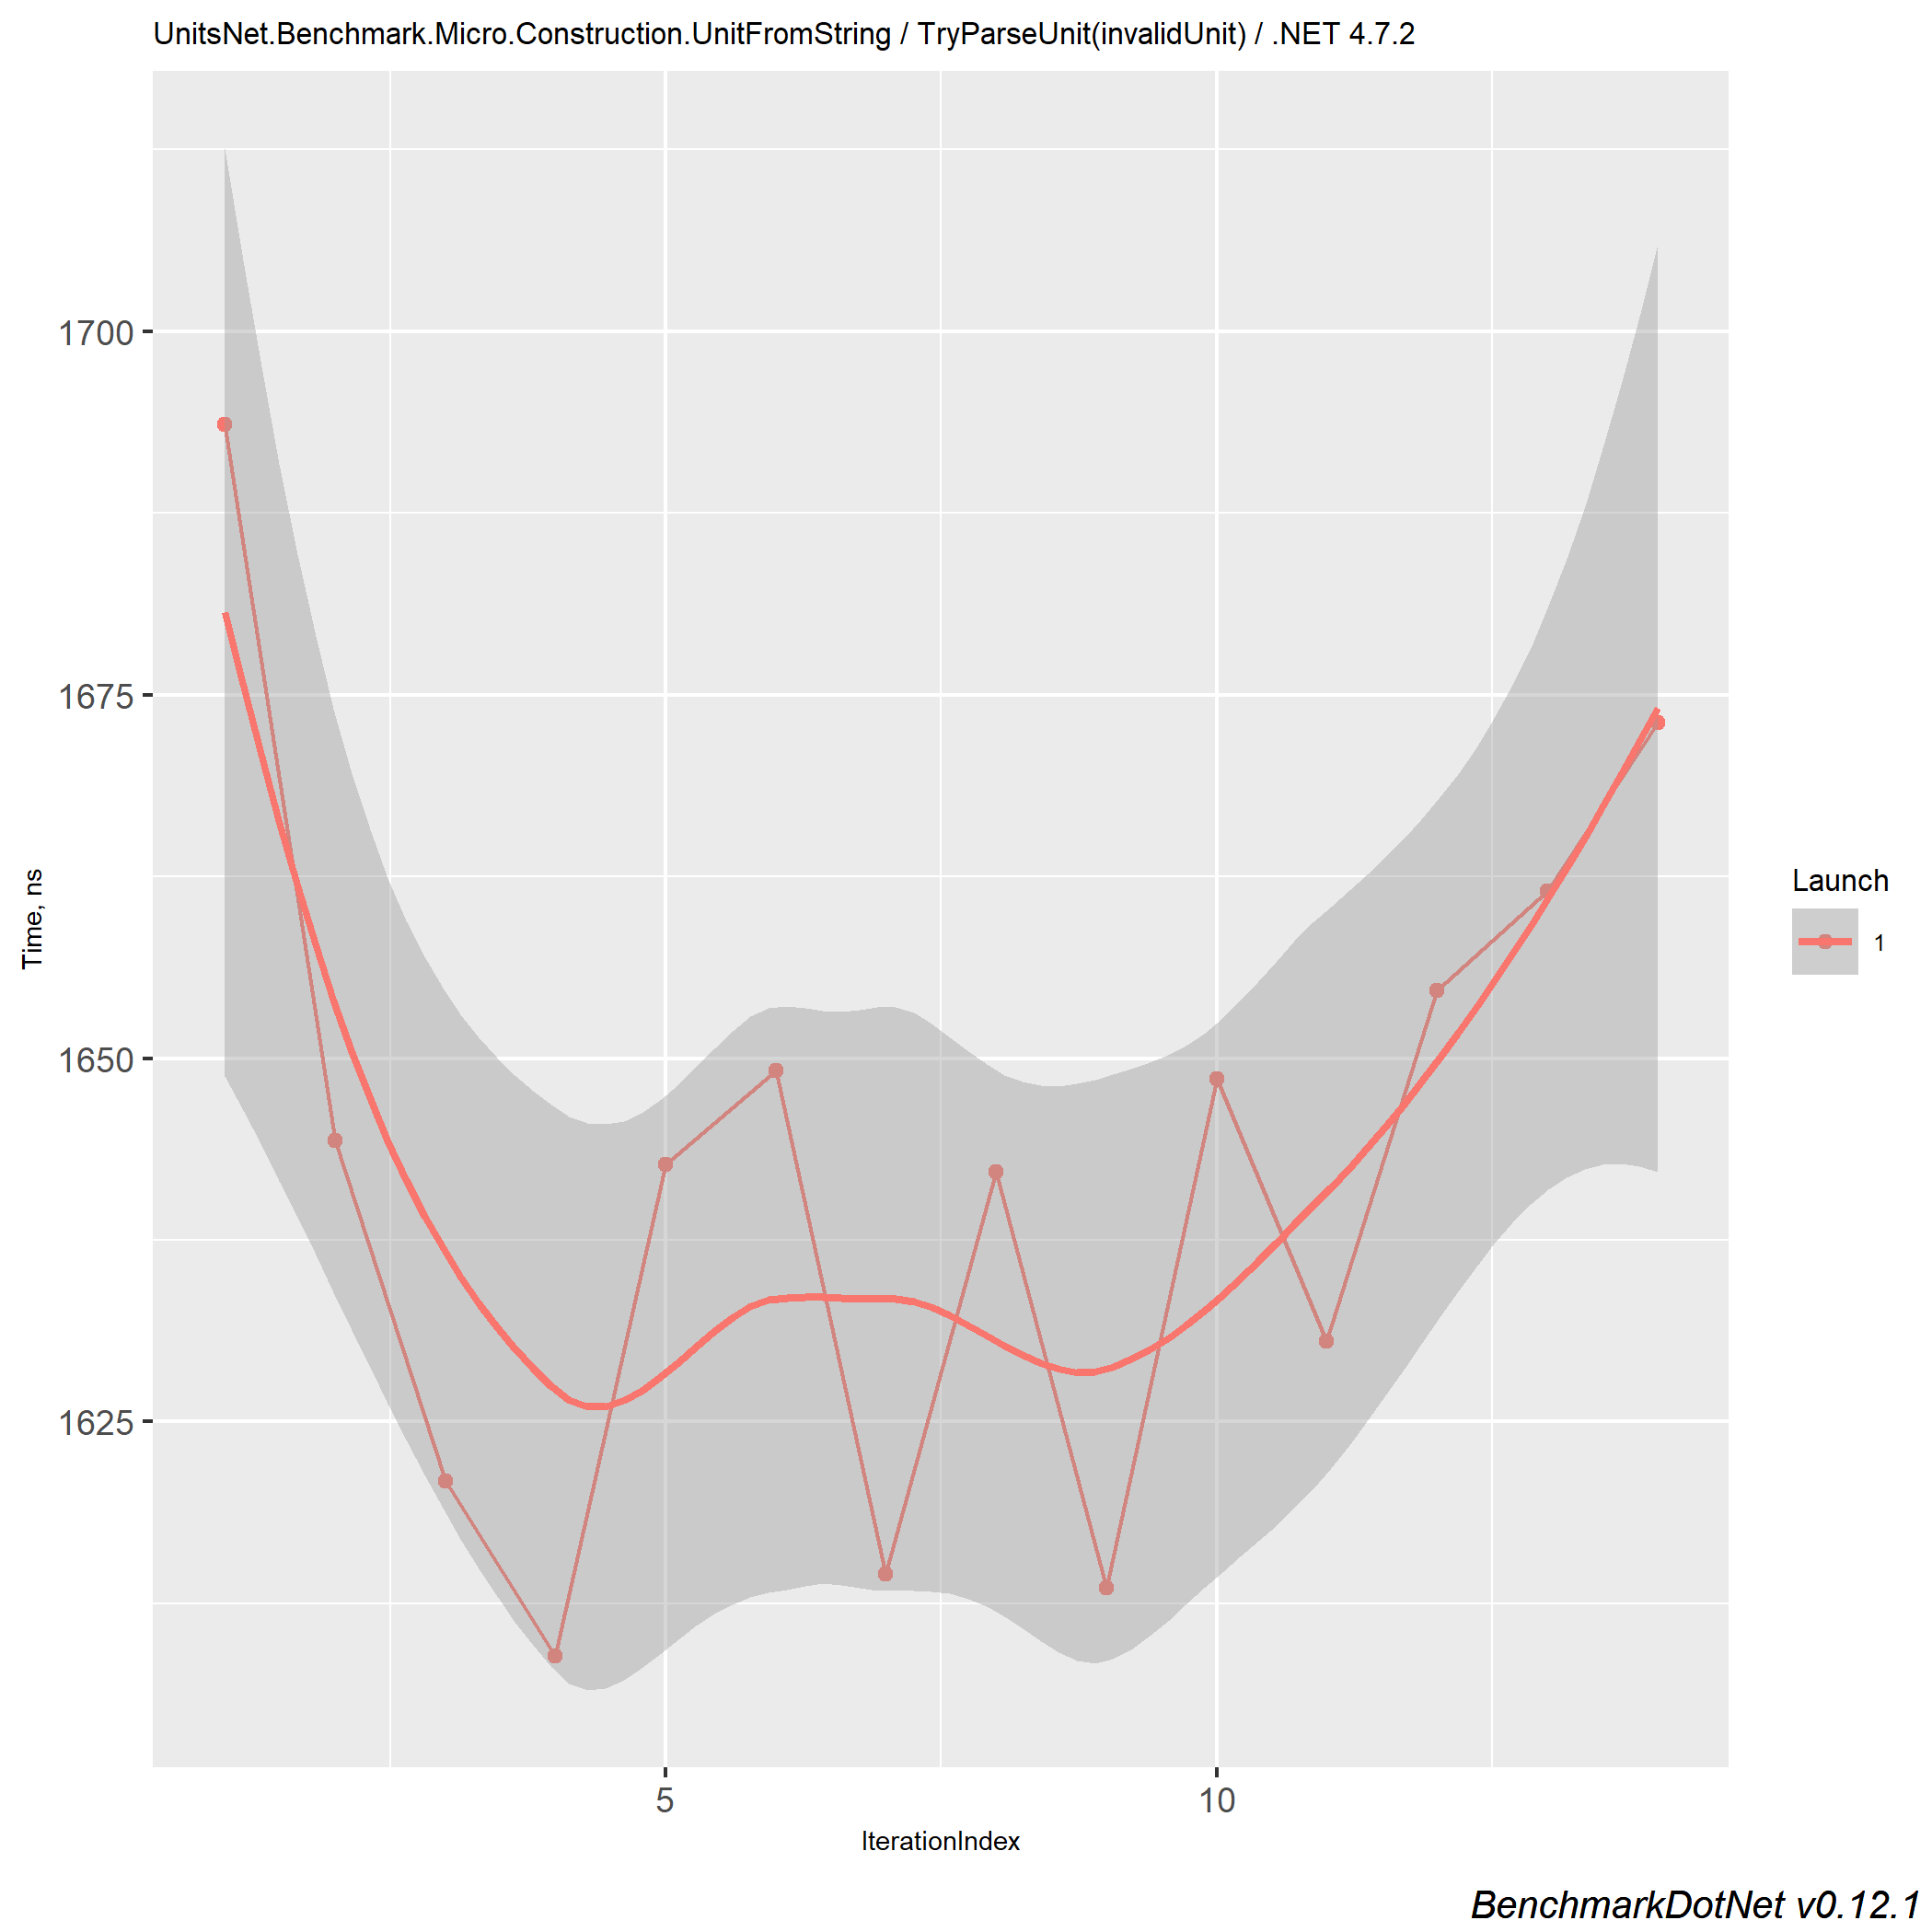 UnitsNet.Benchmark.Micro.Construction.UnitFromString / TryParseUnit(invalidUnit) / .NET 4.7.2
1700
1675
1650
1625
Time, ns
5
10
IterationIndex
Launch
1
BenchmarkDotNet v0.12.1